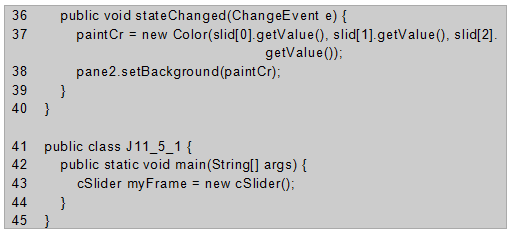 36 public void stateChanged(ChangeEvent e) {
37 paintCr = new Color(slid[0].getValue(), slid[1].getValue(), slid[2].
getValue());
38 pane2.setBackground(paintCr);
39 }
40 }
41 public class J11_5_1 {
42 public static void main(String[] args) {
43 cSlider myFrame = new cSlider();
44 }
45 }